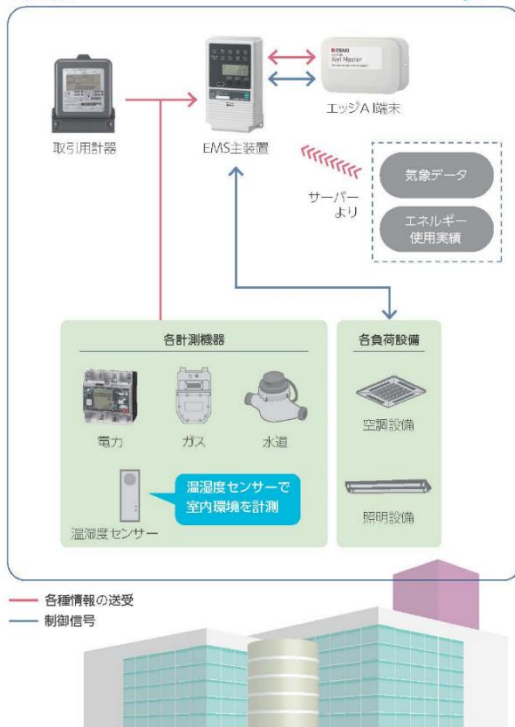 取引用計器
EMS主装置
エッジAI端末
サーバー
より
気象データ
エネルギー
使用実績
各計測機器
電力
ガス
水道
温湿度センサー
温湿度センサーで
室内環境を計測
各負荷設備
空調設備
照明設備
各種情報の送受
制御信号